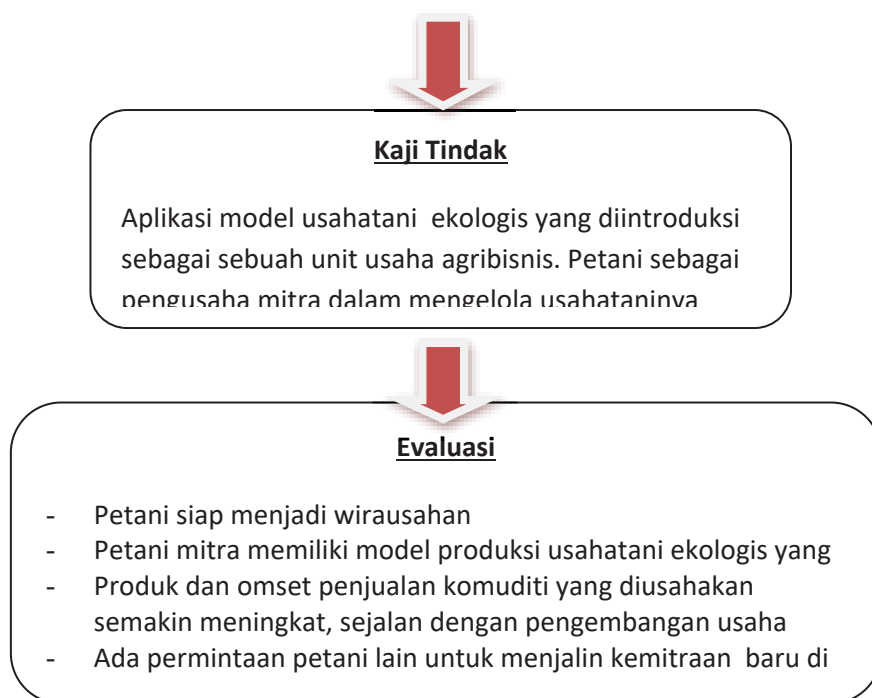 Kaji Tindak
Aplikasi model usahatani ekologis yang diintroduksi
sebagai sebuah unit usaha agribisnis. Petani sebagai
pengusaha mitra dalam mengelola usahataninya
Evaluasi
- Petani siap menjadi wirausahan
- Petani mitra memiliki model produksi usahatani ekologis yang
- Produk dan omset penjualan komuditi yang diusahakan
semakin meningkat, sejalan dengan pengembangan usaha
- Ada permintaan petani lain untuk menjalin kemitraan baru di